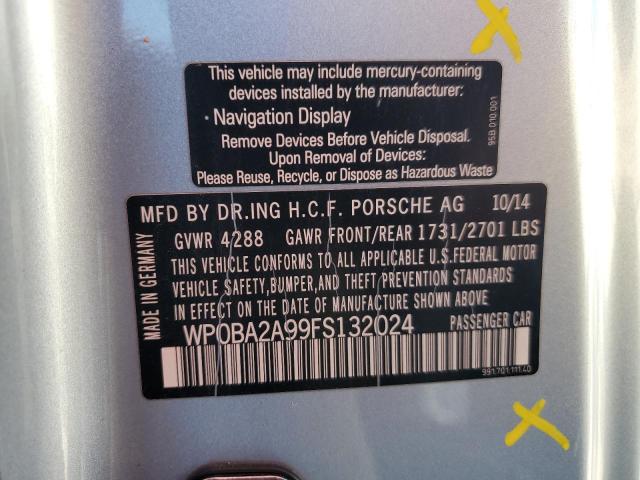 This vehicle may include mercury-containing
devices installed by the manufacturer:
· Navigation Display
Remove Devices Before Vehicle Disposal.
Upon Removal of Devices:
Please Reuse, Recycle, or Dispose as Hazardous Waste
95B 010 001
MADE IN GERMANY
MFD BY DR.ING H.C.F. PORSCHE AG 10/14
GVWR 4288 GAWR FRONT/REAR 1731/2701 LBS
THIS VEHICLE CONFORMS TO ALL APPLICABLE U.S.FEDERAL MOTOR
VEHICLE SAFETY,BUMPER,AND THEFT PREVENTION STANDARDS
IN EFFECT ON THE DATE OF MANUFACTURE SHOWN ABOVE
WP0BA2A99FS132024 PASSENGER CAR
991.701.111.40